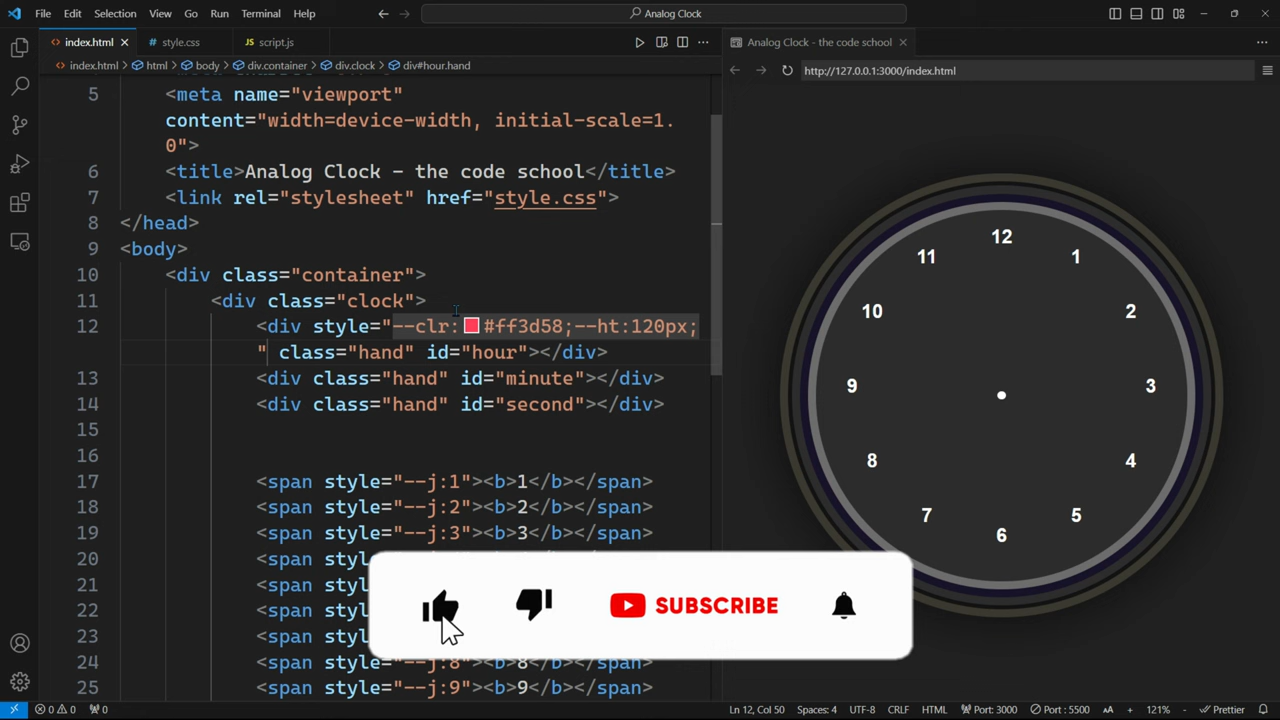 File Edit Selection View Go Run Terminal Help
Analog Clock
index.html
style.css
JS script.js
Analog Clock - the code school
index.html > html > body > div.container > div.clock > div#hour.hand
http://127.0.0.1:3000/index.html
5 <meta name="viewport"
content="width=device-width, initial-scale=1.
0">
6 <title>Analog Clock - the code school</title>
7 <link rel="stylesheet" href="style.css">
8 </head>
9 <body>
10 <div class="container">
11 <div class="clock">
12 <div style="--clr:#ff3d58;--ht:120px;
" class="hand" id="hour"></div>
13 <div class="hand" id="minute"></div>
14 <div class="hand" id="second"></div>
15
16
17 <span style="--j:1"><b>1</b></span>
18 <span style="--j:2"><b>2</b></span>
19 <span style="--j:3"><b>3</b></span>
20 <span styl
21 <span styl
22 <span styl
23 <span styl
24 <span style="--j:8"><b>8</b></span>
25 <span style="--j:9"><b>9</b></span>
12
11 1
10 2
9 3
8 4
7 5
6
SUBSCRIBE
0 0 0 Ln 12, Col 50 Spaces: 4 UTF-8 CRLF HTML Port: 3000 Port : 5500 121% Prettier